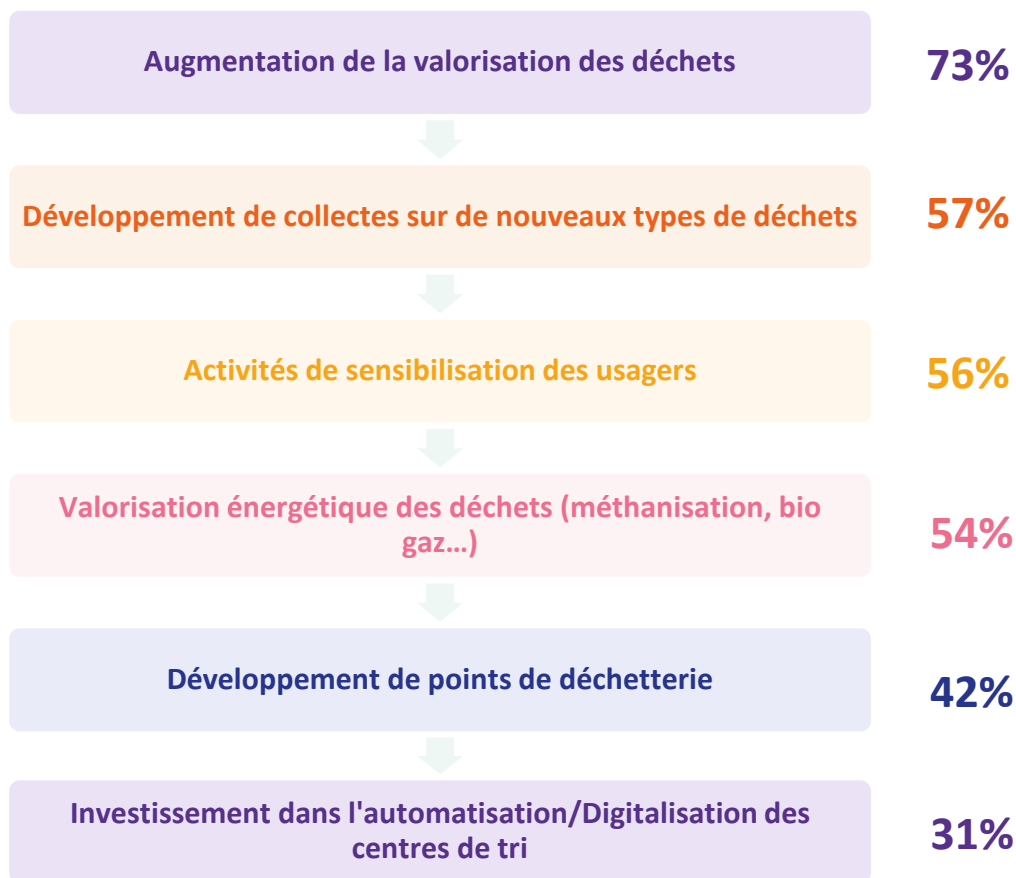 Augmentation de la valorisation des déchets 73%
Développement de collectes sur de nouveaux types de déchets 57%
Activités de sensibilisation des usagers 56%
Valorisation énergétique des déchets (méthanisation, bio
gaz…) 54%
Développement de points de déchetterie 42%
Investissement dans l'automatisation/Digitalisation des
centres de tri 31%